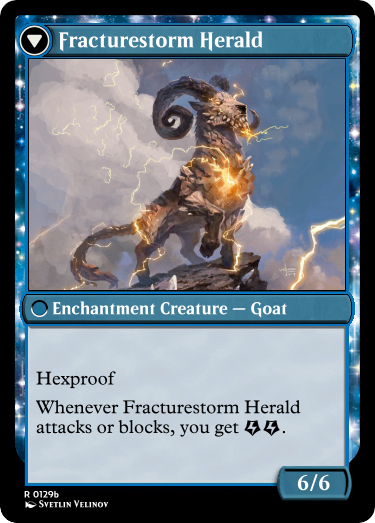 Fracturestorm Herald
Enchantment Creature — Goat
Hexproof
Whenever Fracturestorm Herald
attacks or blocks, you get .
6/6
R 0129b
Svetlin Velinov